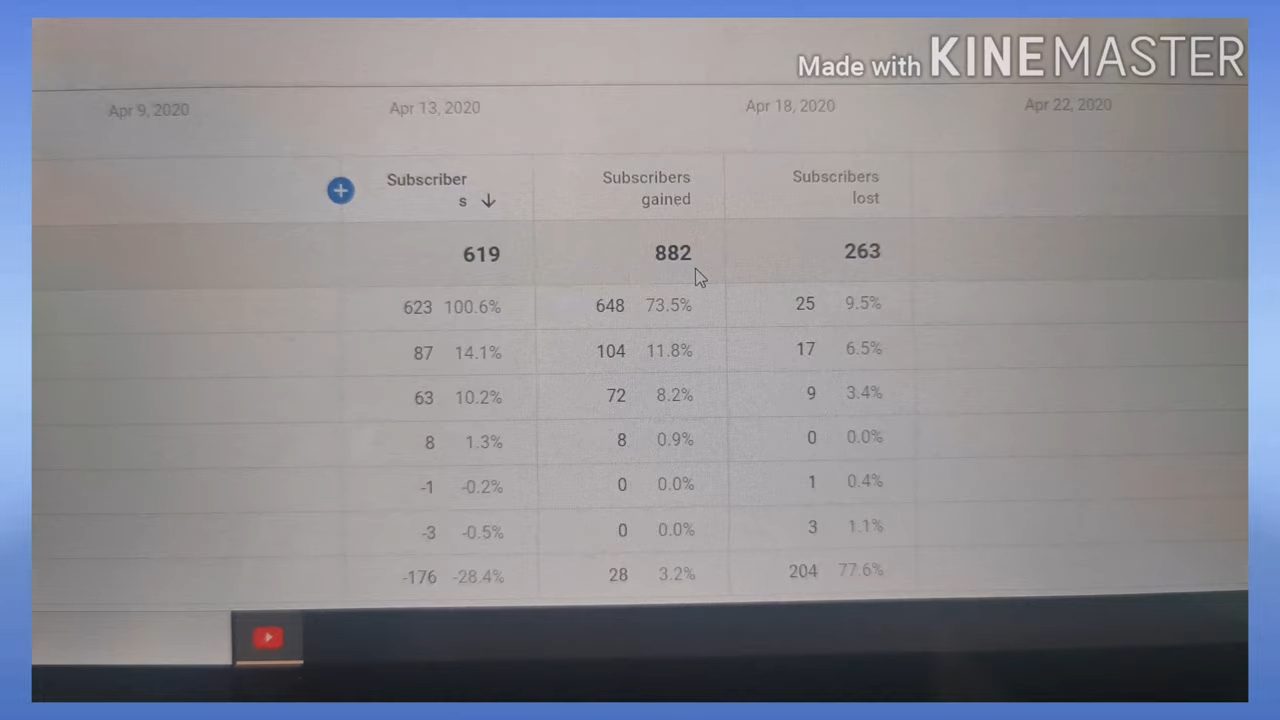 Made with KINEMASTER
Apr 9, 2020 Apr 13, 2020 Apr 18, 2020 Apr 22, 2020
Subscriber Subscribers Subscribers
s gained lost
619 882 263
623 100.6% 648 73.5% 25 9.5%
87 14.1% 104 11.8% 17 6.5%
63 10.2% 72 8.2% 9 3.4%
8 1.3% 8 0.9% 0 0.0%
-1 -0.2% 0 0.0% 1 0.4%
-3 -0.5% 0 0.0% 3 1.1%
-176 -28.4% 28 3.2% 204 77.6%